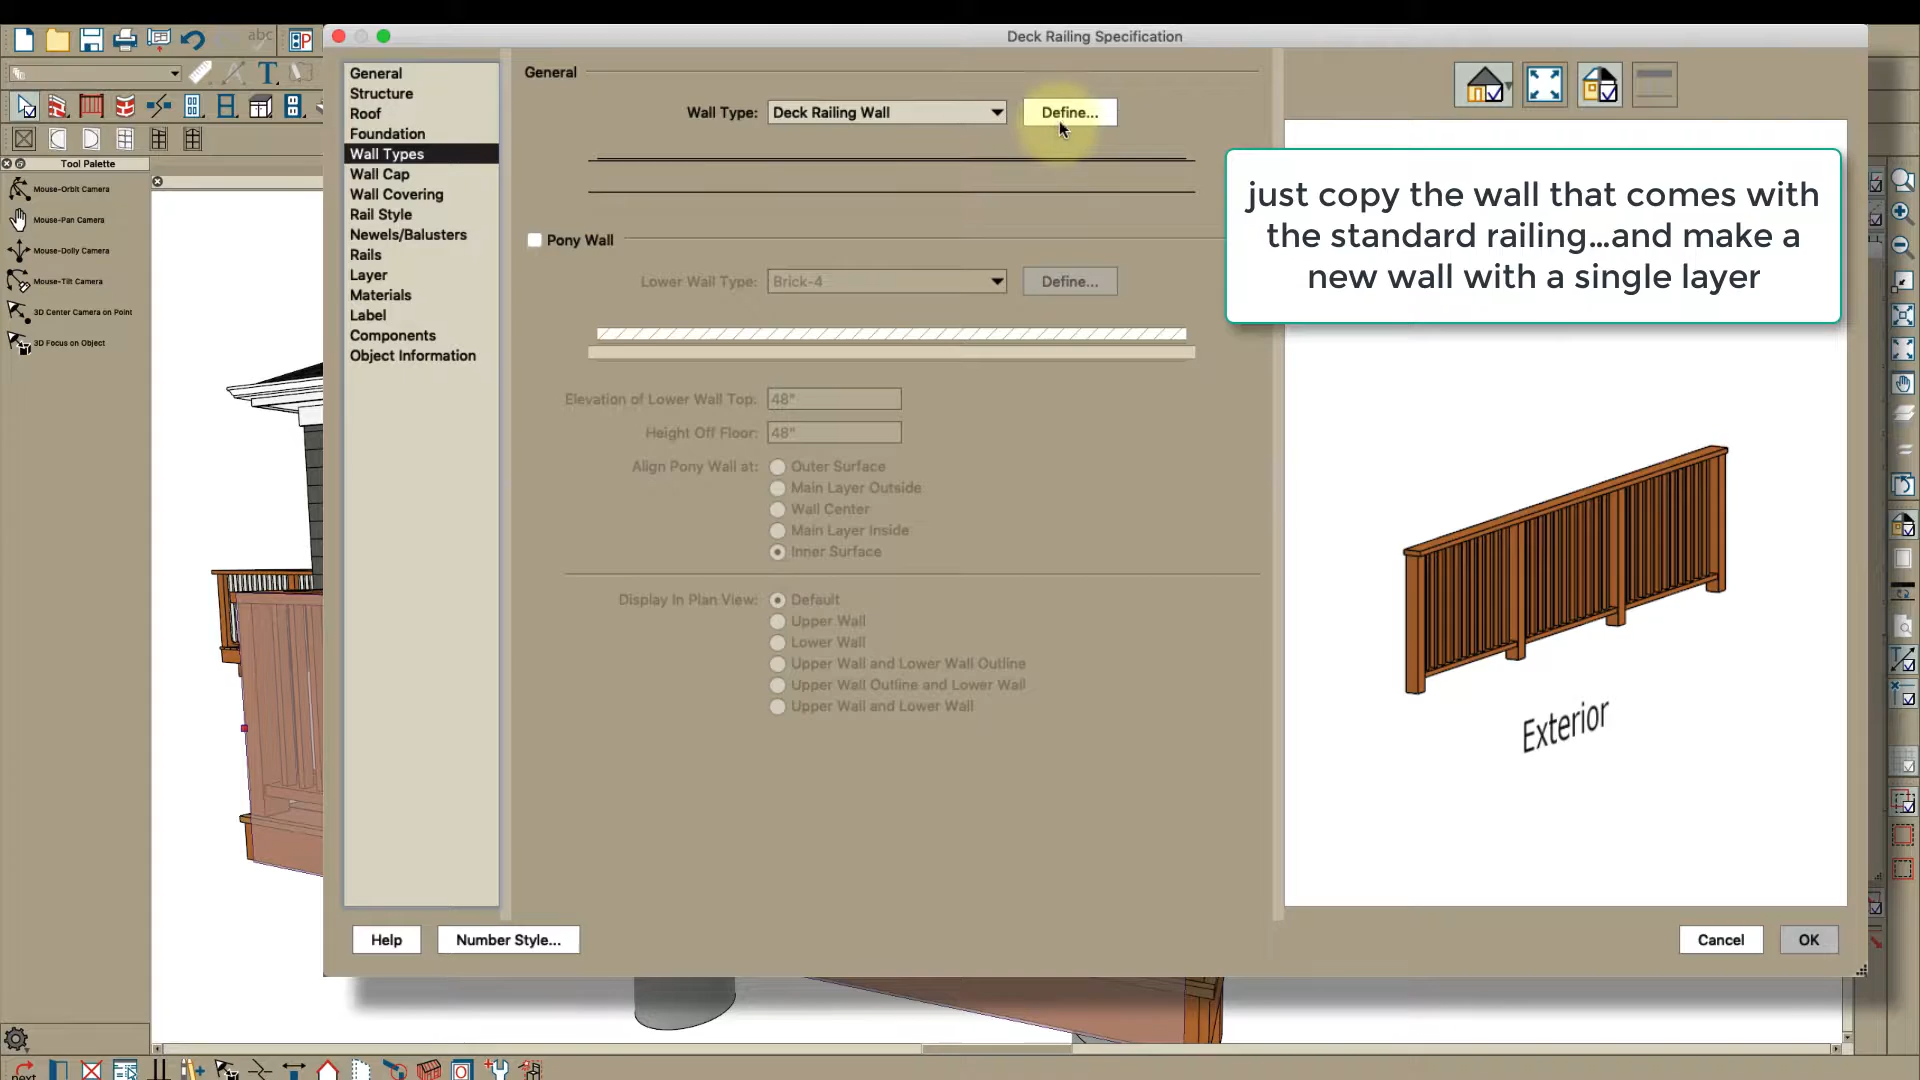 Deck Railing Specification
abc
Tool Palette
Mouse-Orbit Camera
Mouse-Pan Camera
Mouse-Dolly Camera
Mouse-Tilt Camera
3D Center Camera on Point
3D Focus on Object
General
Structure
Roof
Foundation
Wall Types
Wall Cap
Wall Covering
Rail Style
Newels/Balusters
Rails
Layer
Materials
Label
Components
Object Information
General
Wall Type: Deck Railing Wall Define...
Pony Wall
Lower Wall Type: Brick-4 Define...
Elevation of Lower Wall Top: 48"
Height Off Floor: 48"
Align Pony Wall at: Outer Surface
Main Layer Outside
Wall Center
Main Layer Inside
Inner Surface
Display In Plan View: Default
Upper Wall
Lower Wall
Upper Wall and Lower Wall Outline
Upper Wall Outline and Lower Wall
Upper Wall and Lower Wall
just copy the wall that comes with
the standard railing...and make a
new wall with a single layer
Exterior
Help Number Style... Cancel OK
next